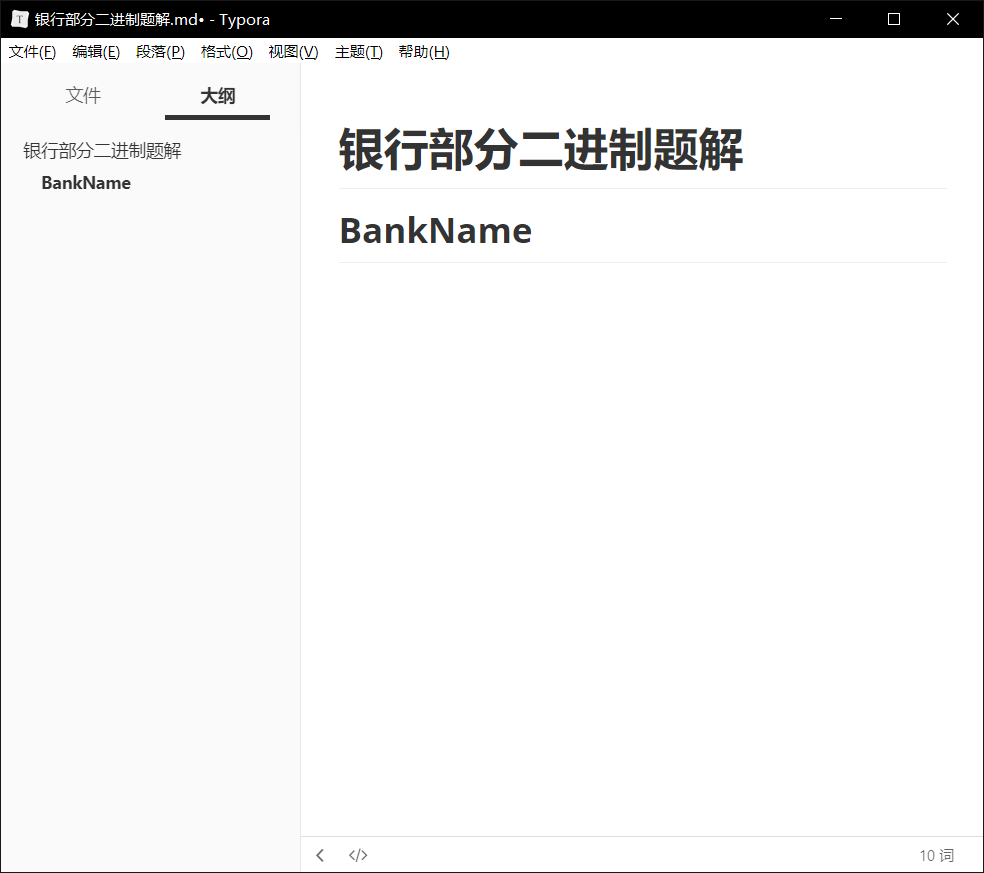 银行部分二进制题解.md• - Typora
文件(F) 编辑(E) 段落(P) 格式(O) 视图(V) 主题(T) 帮助(H)
文件 大纲
银行部分二进制题解
BankName
银行部分二进制题解
BankName
10 词